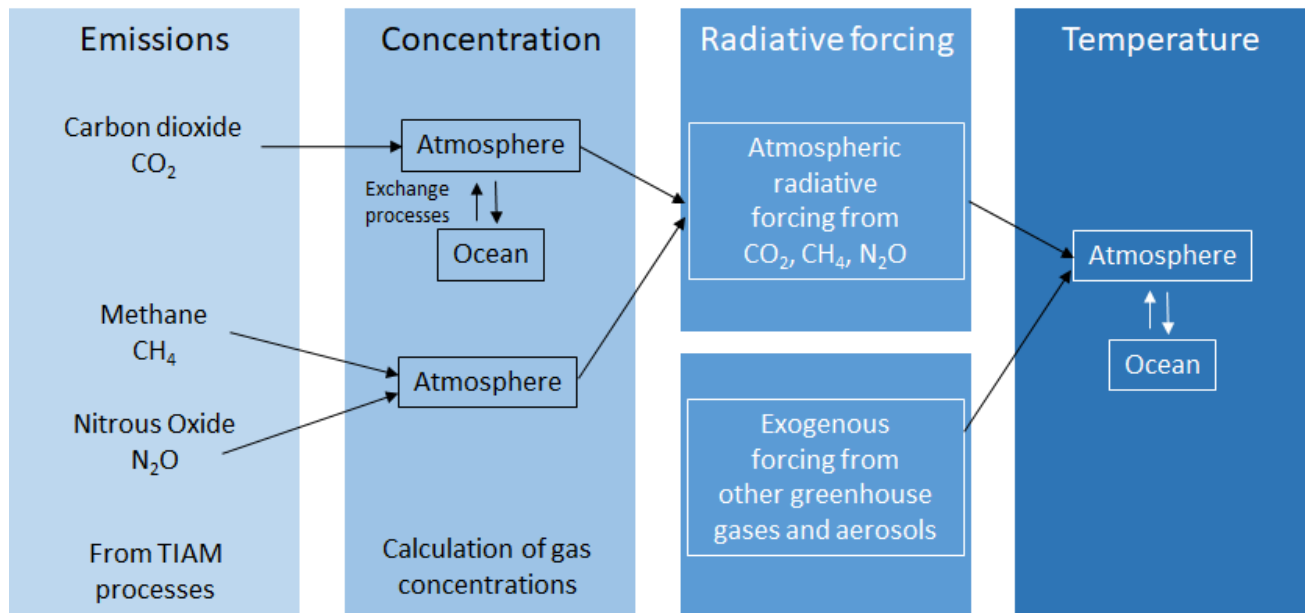 Emissions
Carbon dioxide
CO₂
Methane
CH₄
Nitrous Oxide
N₂O
From TIAM
processes
Concentration
Atmosphere
Exchange
processes
Ocean
Atmosphere
Calculation of gas
concentrations
Radiative forcing
Atmospheric
radiative
forcing from
CO₂, CH₄, N₂O
Exogenous
forcing from
other greenhouse
gases and aerosols
Temperature
Atmosphere
Ocean